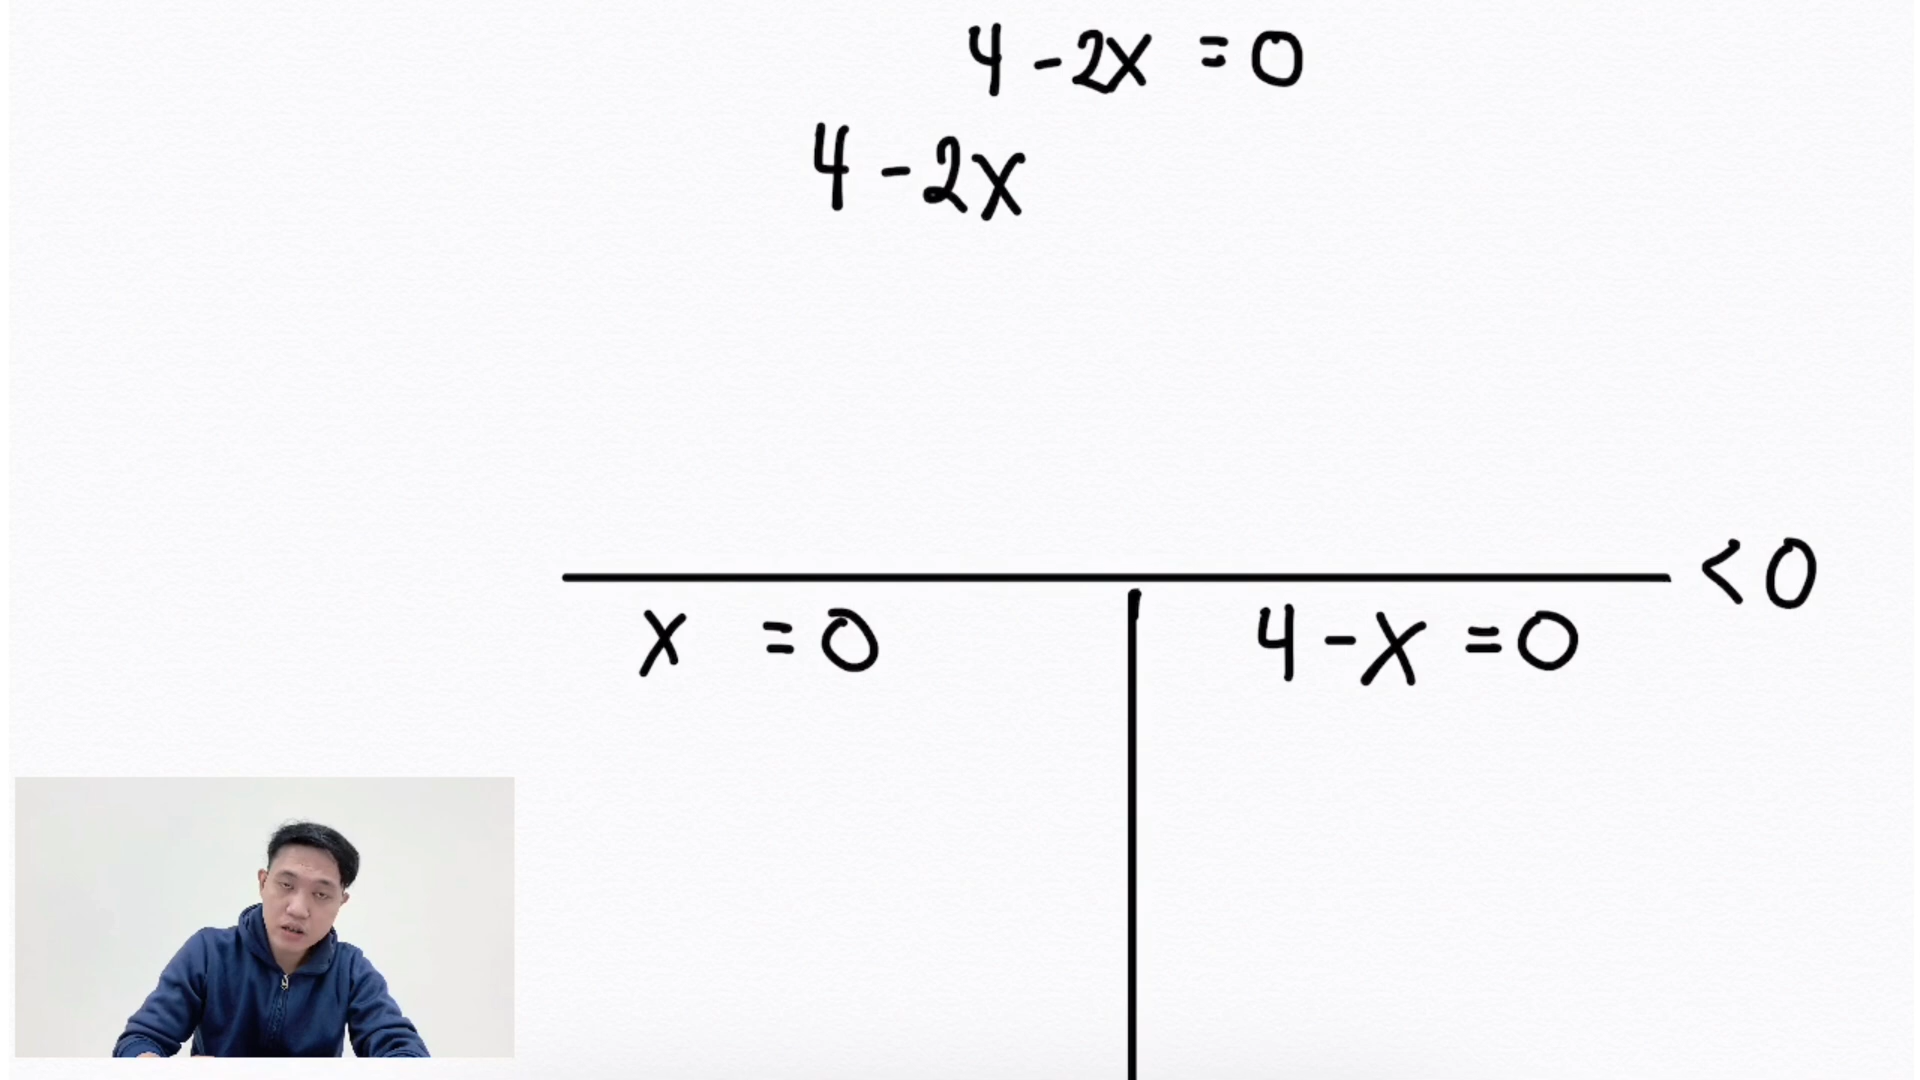 4 - 2x = 0
4 - 2x
< 0
x = 0
4 - x = 0